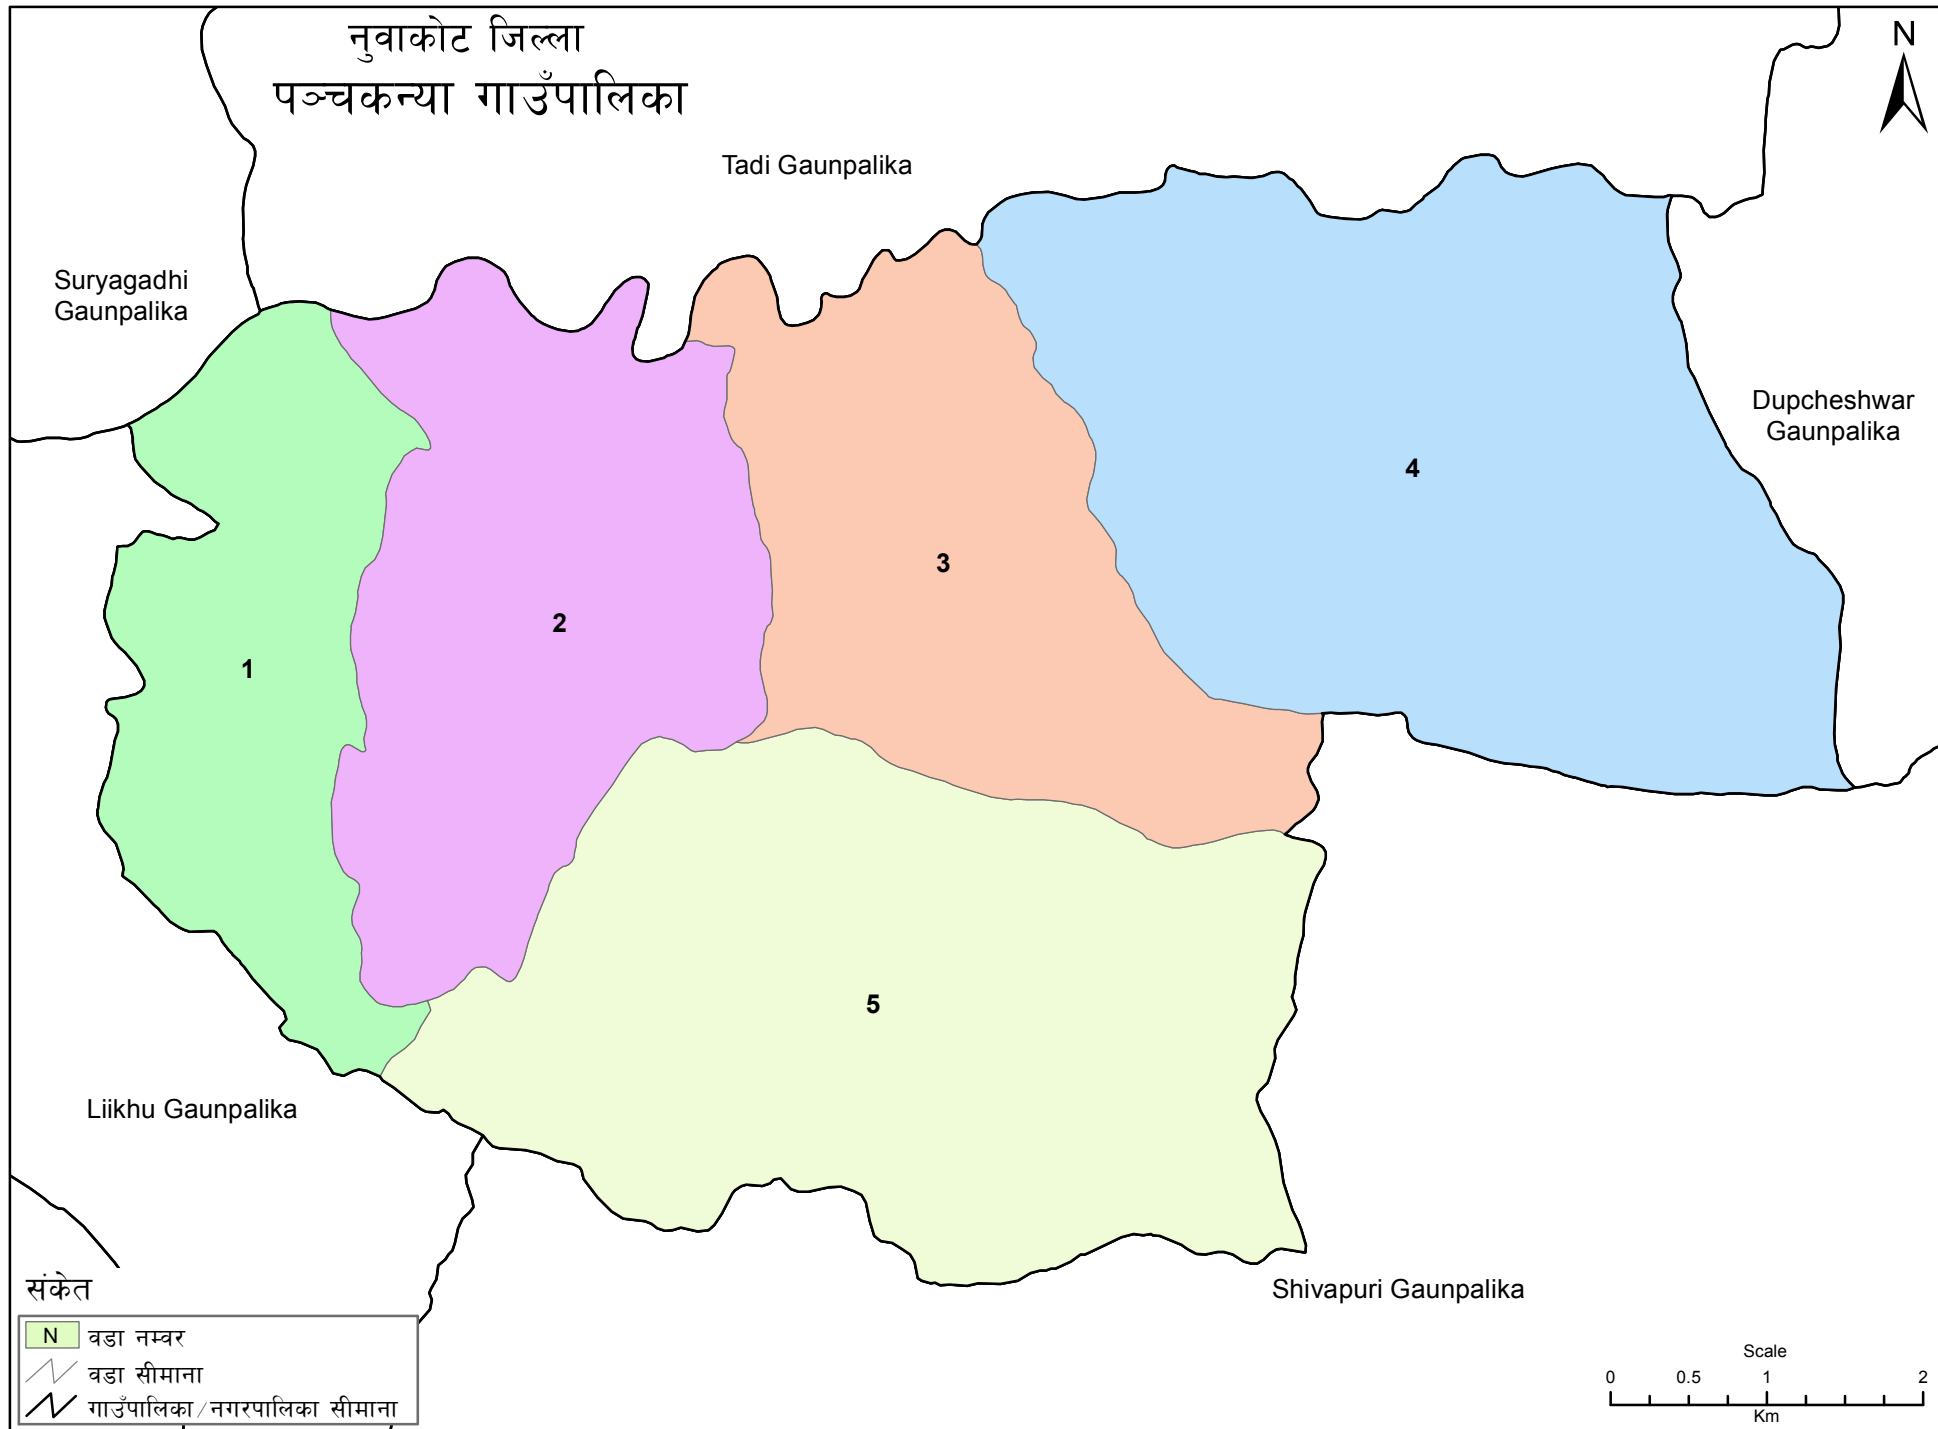 नुवाकोट जिल्ला
पञ्चकन्या गाउँपालिका
N
Tadi Gaunpalika
Suryagadhi
Gaunpalika
Dupcheshwar
Gaunpalika
4
3
2
1
5
Liikhu Gaunpalika
Shivapuri Gaunpalika
संकेत
N वडा नम्वर
वडा सीमाना
गाउँपालिका/नगरपालिका सीमाना
Scale
0 0.5 1 2
Km